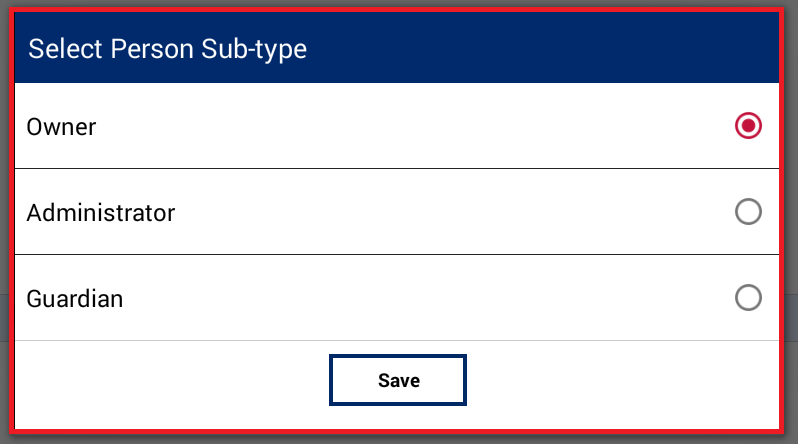 Select Person Sub-type
Owner
Administrator
Guardian
Save